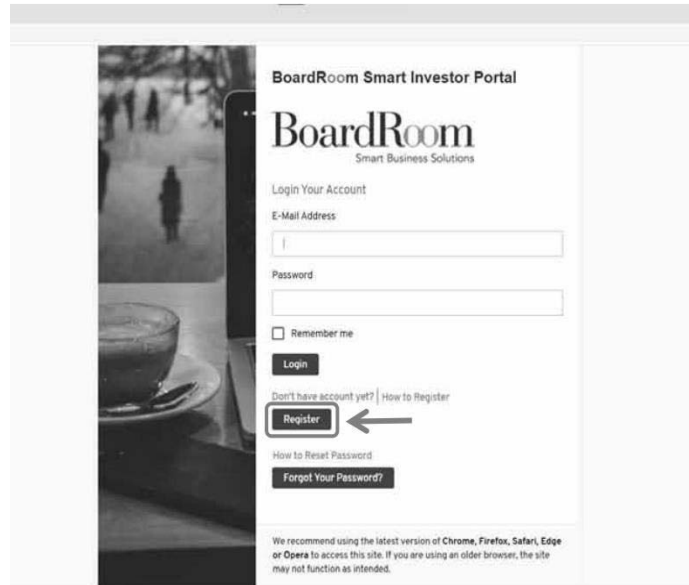 BoardRoom Smart Investor Portal
BoardRoom
Smart Business Solutions
Login Your Account
E-Mail Address
Password
Remember me
Login
Don't have account yet? | How to Register
Register
How to Reset Password
Forgot Your Password?
We recommend using the latest version of Chrome, Firefox, Safari, Edge
or Opera to access this site. If you are using an older browser, the site
may not function as intended.